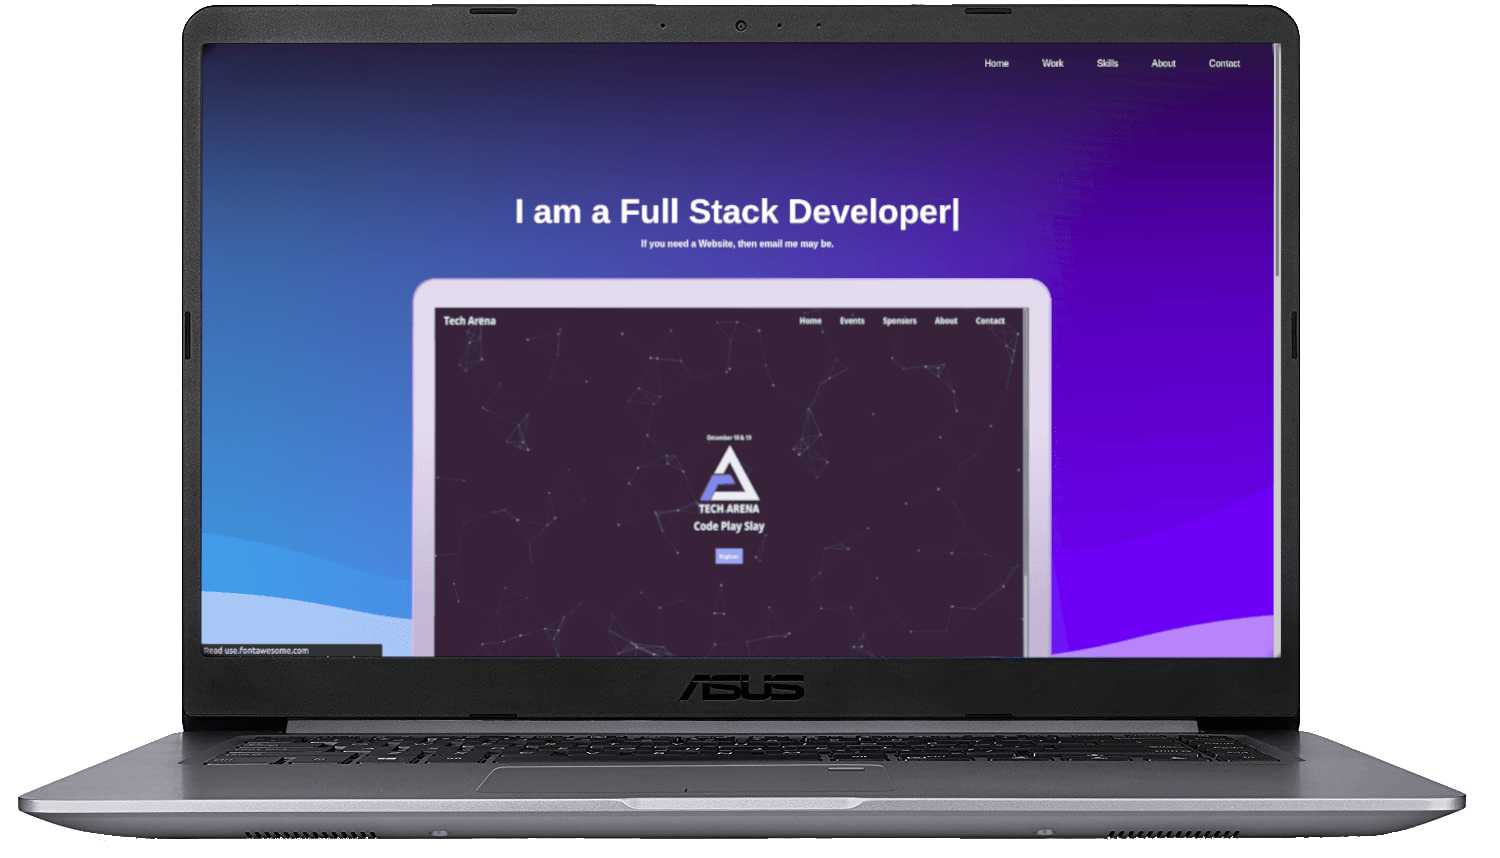 Home Work Skills About Contact
I am a Full Stack Developer|
If you need a Website, then email me may be.
Tech Arena Home Events Sponsors About Contact
December 18 & 19
TECH ARENA
Code Play Slay
Register
Read use.fontawesome.com
ASUS